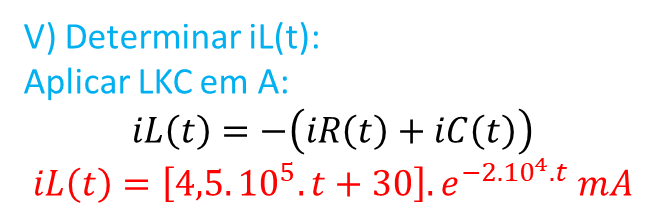 V) Determinar iL(t):
Aplicar LKC em A:
iL(t) = −(iR(t) + iC(t))
iL(t) = [4,5.10⁵.t + 30].e⁻²·¹⁰⁴·ᵗ mA